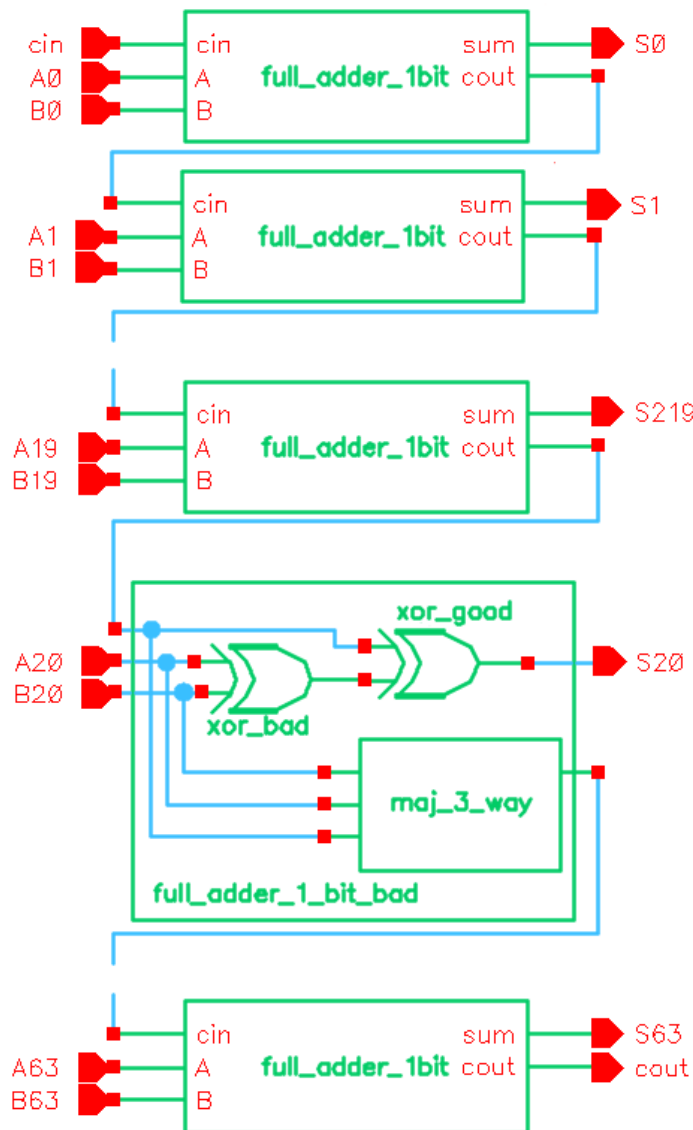 cin cin sum S0
A0 A full_adder_1bit cout
B0 B
cin sum S1
A1 A full_adder_1bit cout
B1 B
cin sum S219
A19 A full_adder_1bit cout
B19 B
xor_good
A20 S20
B20
xor_bad
maj_3_way
full_adder_1_bit_bad
cin sum S63
A63 A full_adder_1bit cout cout
B63 B